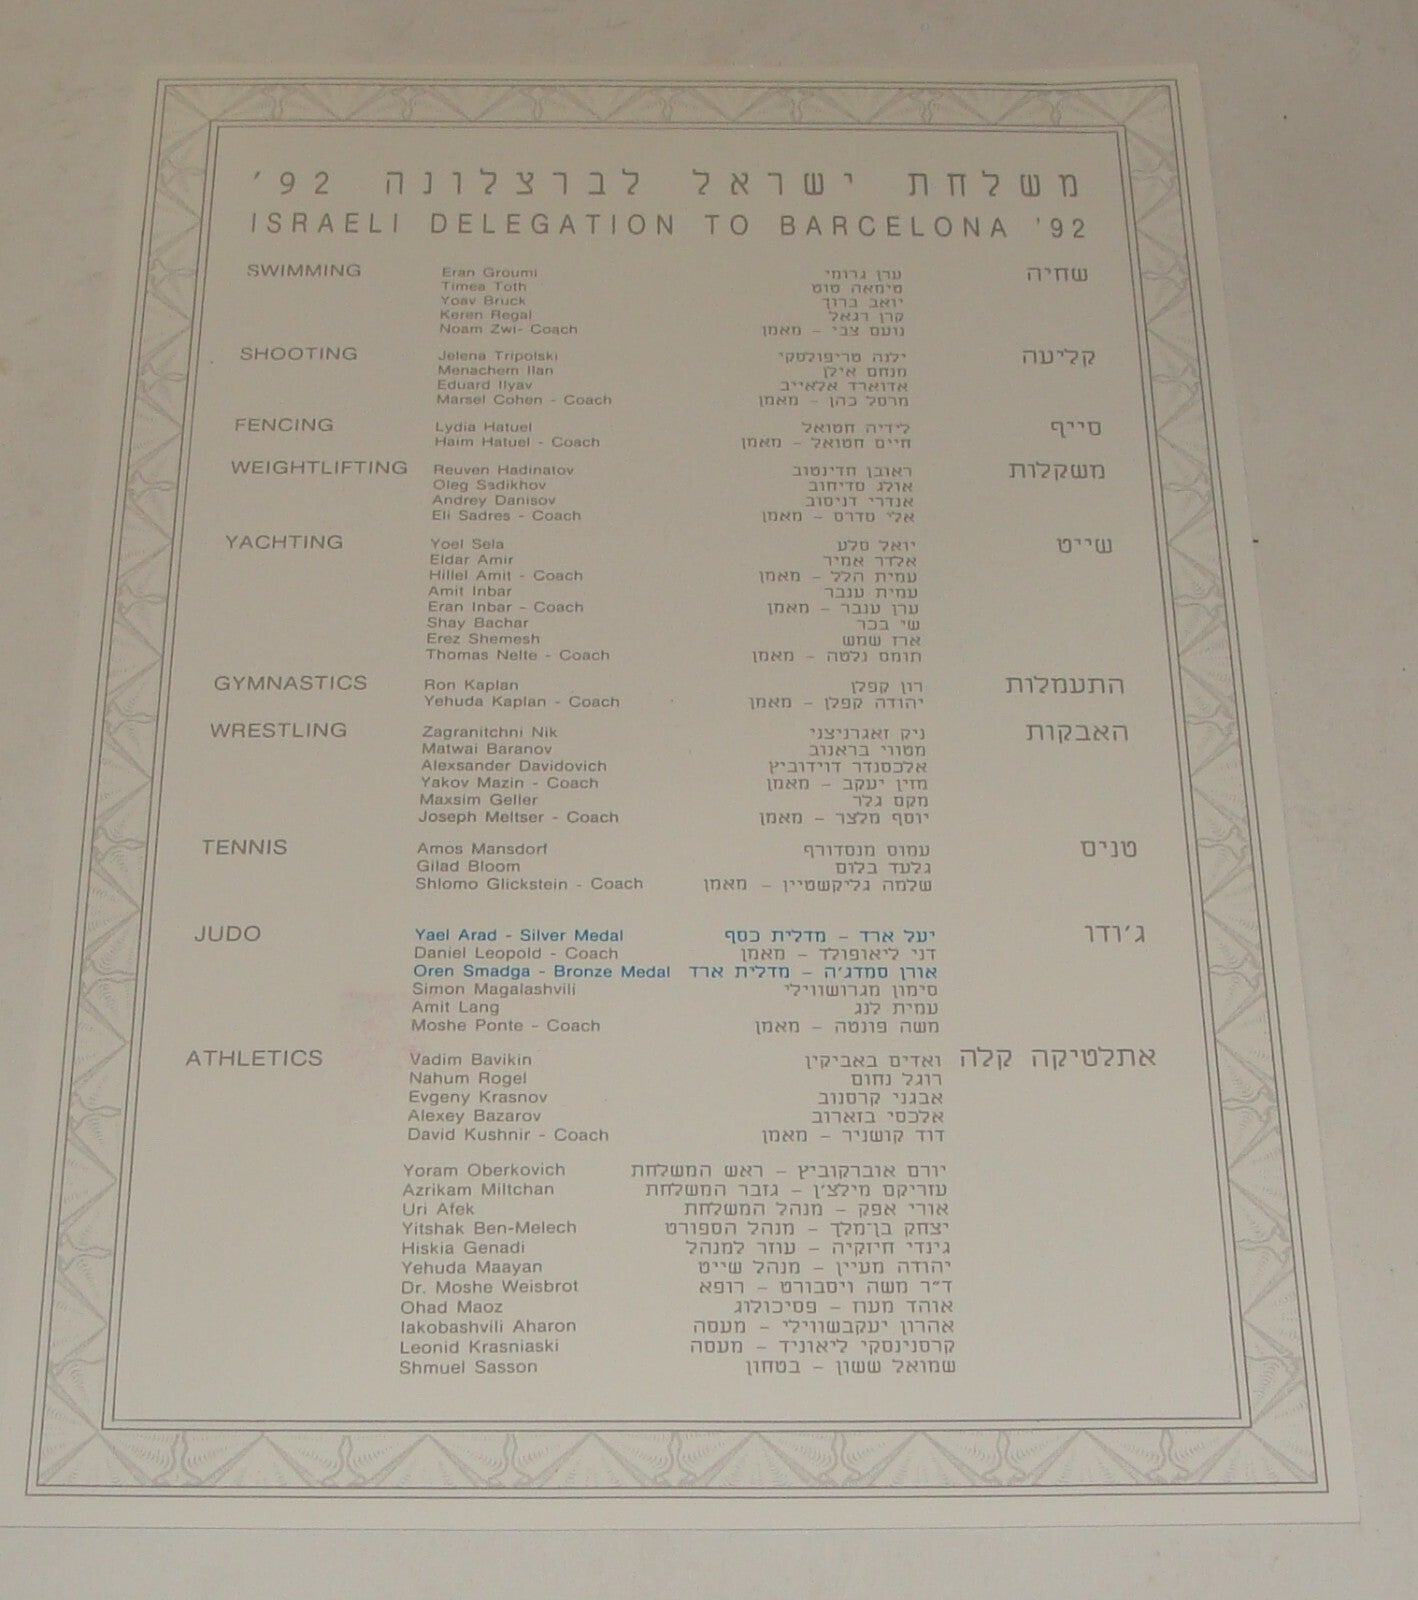 משלחת ישראל לברצלונה 92'
ISRAELI DELEGATION TO BARCELONA '92
SWIMMING Eran Groumi ערן גרומי שחיה
Timea Toth טימאה טוט
Yoav Bruck יואב ברוך
Keren Regal קרן רגאל
Noam Zwi- Coach נועם צבי – מאמן
SHOOTING Jelena Tripolski ילנה טריפולסקי קליעה
Menachem Ilan מנחם אילן
Eduard Ilyav אדוארד אלאייב
Marsel Cohen - Coach מרסל כהן – מאמן
FENCING Lydia Hatuel לידיה חטואל סייף
Haim Hatuel - Coach חיים חטואל – מאמן
WEIGHTLIFTING Reuven Hadinatov ראובן חדינטוב משקלות
Oleg Sadikhov אולג סדיחוב
Andrey Danisov אנדרי דניסוב
Eli Sadres - Coach אלי סדרס – מאמן
YACHTING Yoel Sela יואל סלע שייט
Eldar Amir אלדר אמיר
Hillel Amit - Coach עמית הלל – מאמן
Amit Inbar עמית ענבר
Eran Inbar - Coach ערן ענבר – מאמן
Shay Bachar שי בכר
Erez Shemesh ארז שמש
Thomas Nelte - Coach תומס נלטה – מאמן
GYMNASTICS Ron Kaplan רון קפלן התעמלות
Yehuda Kaplan - Coach יהודה קפלן – מאמן
WRESTLING Zagranitchni Nik ניק זאגרניצני האבקות
Matwai Baranov מטווי בראנוב
Alexsander Davidovich אלכסנדר דוידוביץ
Yakov Mazin - Coach מזין יעקב – מאמן
Maxsim Geller מקס גלר
Joseph Meltser - Coach יוסף מלצר – מאמן
TENNIS Amos Mansdorf עמוס מנסדורף טניס
Gilad Bloom גלעד בלום
Shlomo Glickstein - Coach שלמה גליקשטיין – מאמן
JUDO Yael Arad - Silver Medal יעל ארד – מדלית כסף ג'ודו
Daniel Leopold - Coach דני ליאופולד – מאמן
Oren Smadga - Bronze Medal אורן סמדג'ה – מדלית ארד
Simon Magalashvili סימון מגרושווילי
Amit Lang עמית לנג
Moshe Ponte - Coach משה פונטה – מאמן
ATHLETICS Vadim Bavikin ואדים באביקין אתלטיקה קלה
Nahum Rogel רוגל נחום
Evgeny Krasnov אבגני קרסנוב
Alexey Bazarov אלכסי בזארוב
David Kushnir - Coach דוד קושניר – מאמן
Yoram Oberkovich יורם אוברקוביץ – ראש המשלחת
Azrikam Miltchan עזריקם מילצ'ן – גזבר המשלחת
Uri Afek אורי אפק – מנהל המשלחת
Yitshak Ben-Melech יצחק בן־מלך – מנהל הספורט
Hiskia Genadi גינדי חיזקיה – עוזר למנהל
Yehuda Maayan יהודה מעיין – מנהל שייט
Dr. Moshe Weisbrot ד״ר משה ויסבורט – רופא
Ohad Maoz אוהד מעוז – פסיכולוג
Iakobashvili Aharon אהרון יעקבשווילי – מעסה
Leonid Krasniaski קרסנינסקי ליאוניד – מעסה
Shmuel Sasson שמואל ששון – בטחון